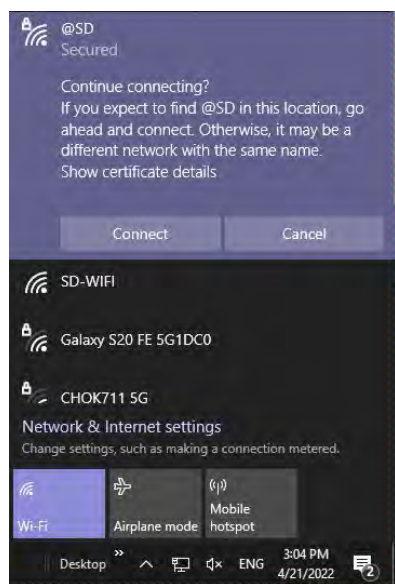 @SD
Secured
Continue connecting?
If you expect to find @SD in this location, go
ahead and connect. Otherwise, it may be a
different network with the same name.
Show certificate details
Connect Cancel
SD-WIFI
Galaxy S20 FE 5G1DC0
CHOK711 5G
Network & Internet settings
Change settings, such as making a connection metered.
Wi-Fi Airplane mode Mobile
hotspot
Desktop » ENG 3:04 PM
4/21/2022 2